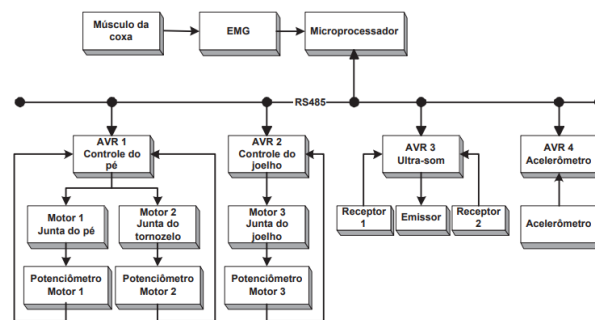 Músculo da
coxa
EMG
Microprocessador
RS485
AVR 1
Controle do
pé
AVR 2
Controle do
joelho
AVR 3
Ultra-som
AVR 4
Acelerômetro
Motor 1
Junta do pé
Motor 2
Junta do
tornozelo
Motor 3
Junta do
joelho
Receptor
1
Emissor
Receptor
2
Acelerômetro
Potenciômetro
Motor 1
Potenciômetro
Motor 2
Potenciômetro
Motor 3